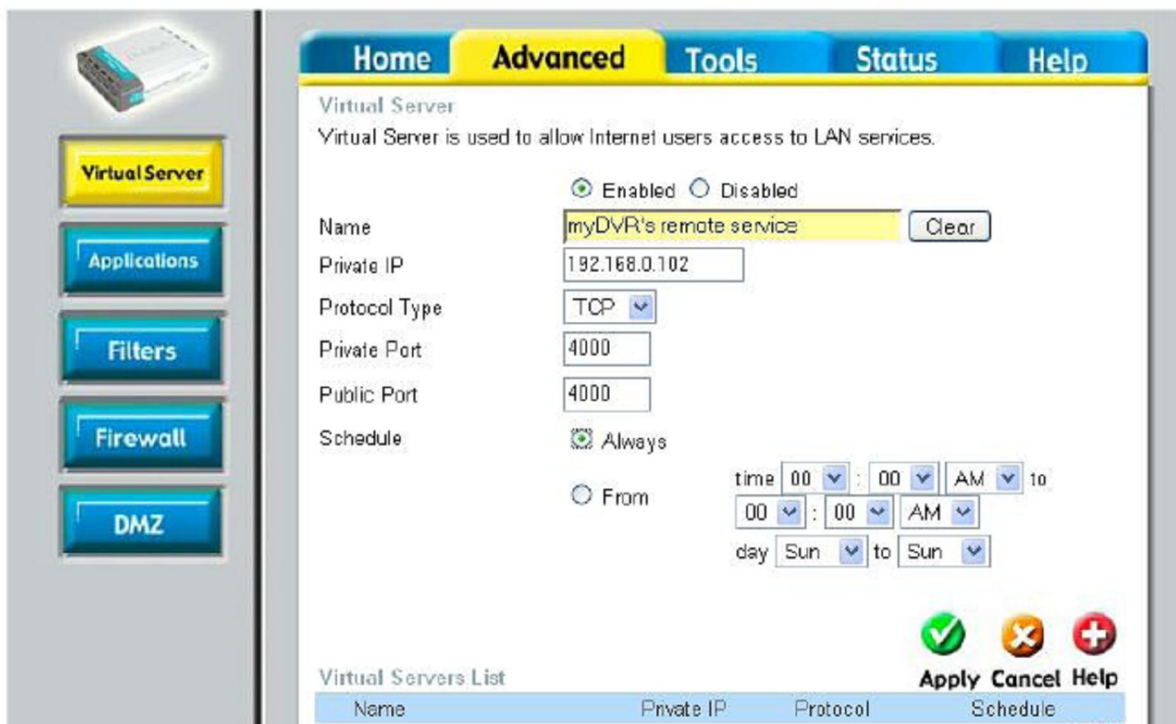 Home Advanced Tools Status Help
Virtual Server
Virtual Server is used to allow Internet users access to LAN services.
Enabled Disabled
Name myDVR's remote service Clear
Private IP 192.168.0.102
Protocol Type TCP
Private Port 4000
Public Port 4000
Schedule Always
From time 00 : 00 AM to
00 : 00 AM
day Sun to Sun
Apply Cancel Help
Virtual Servers List
Name Private IP Protocol Schedule
Virtual Server
Applications
Filters
Firewall
DMZ